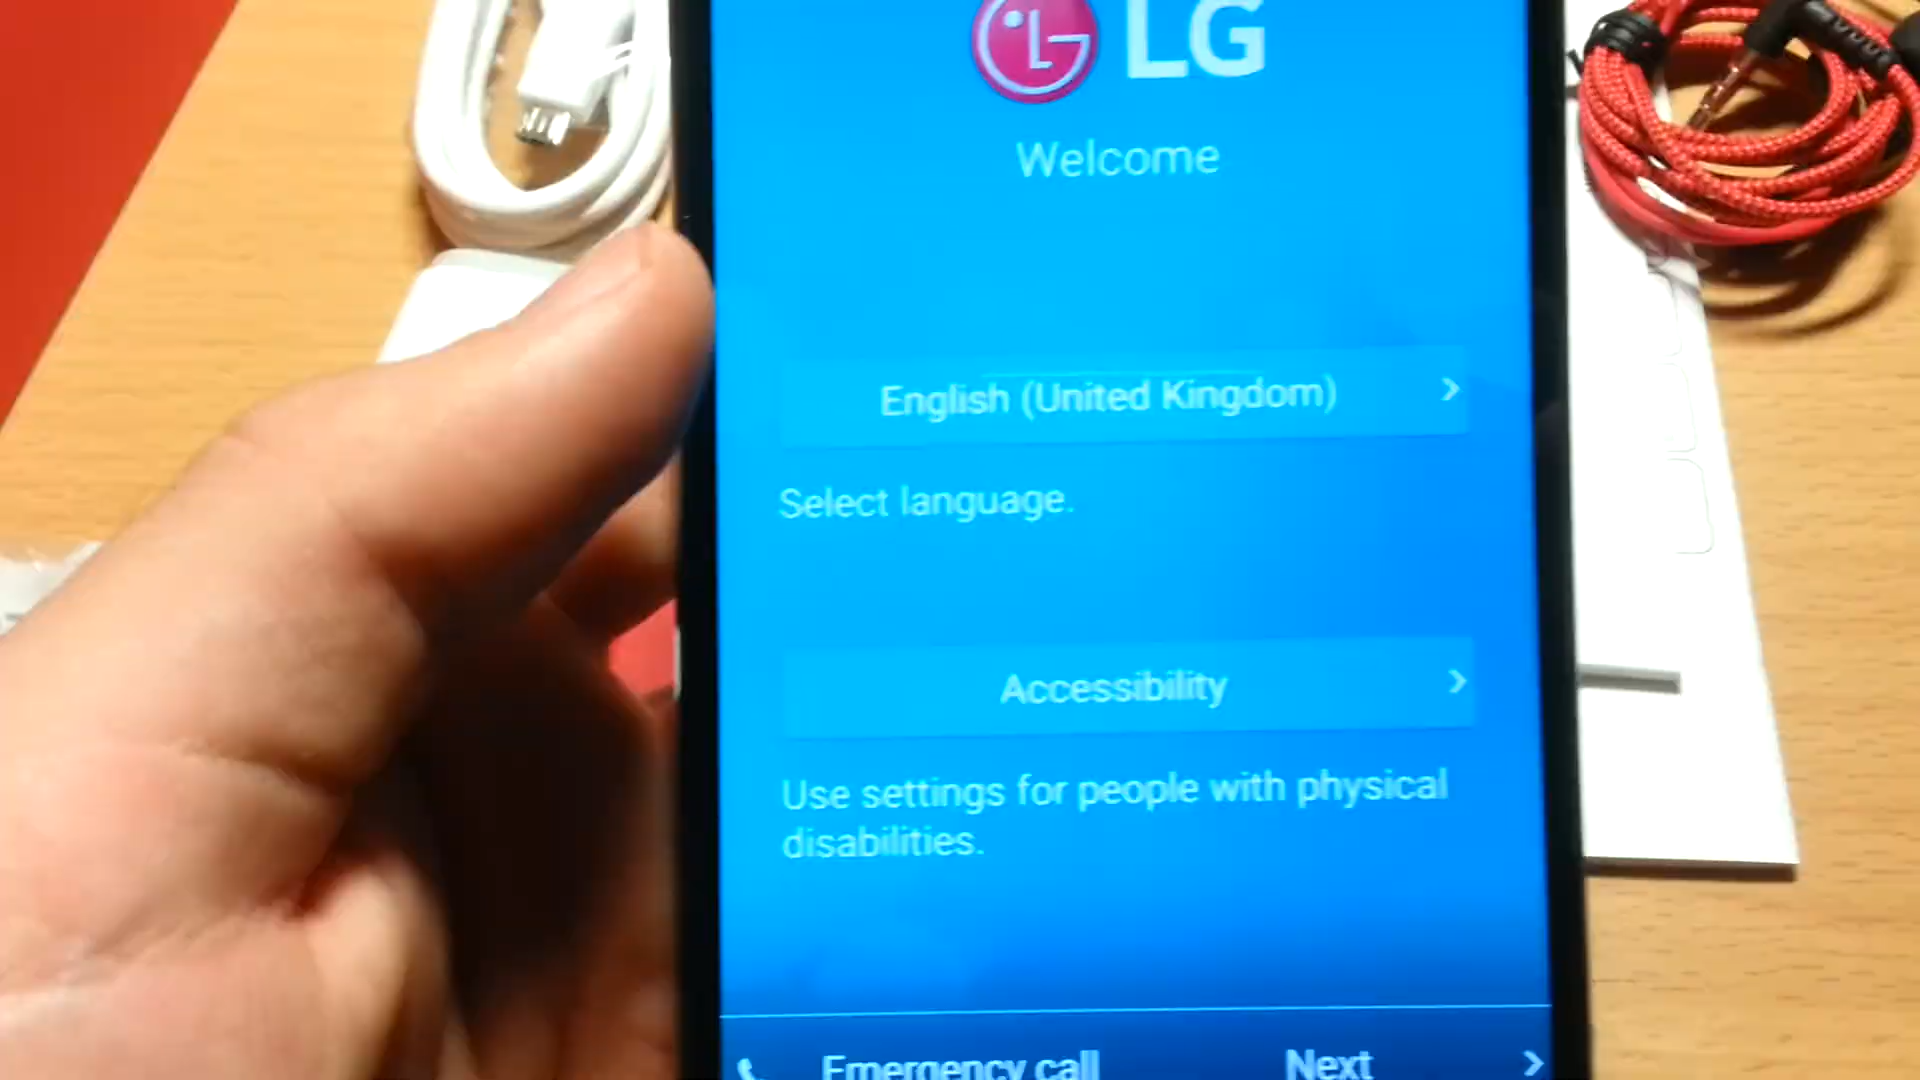 LG
Welcome
English (United Kingdom)
Select language.
Accessibility
Use settings for people with physical
disabilities.
Emergency call
Next